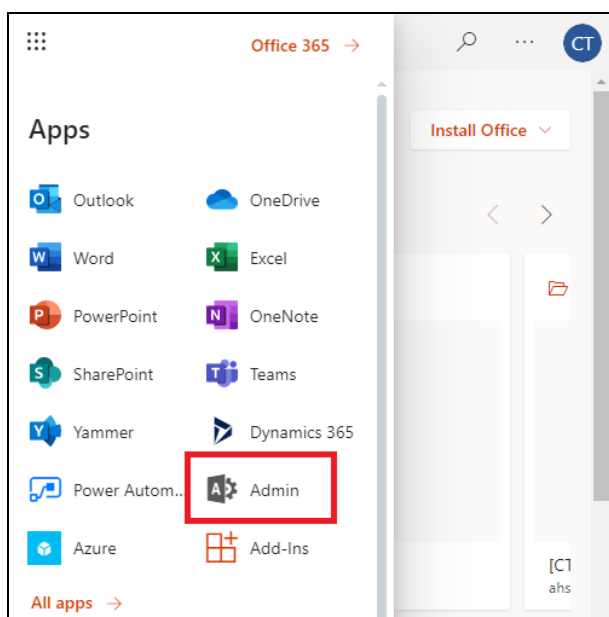 Office 365 →
CT
Apps
Install Office
Outlook
OneDrive
Word
Excel
PowerPoint
OneNote
SharePoint
Teams
Yammer
Dynamics 365
Power Autom...
Admin
Azure
Add-Ins
[CT
ahs
All apps →